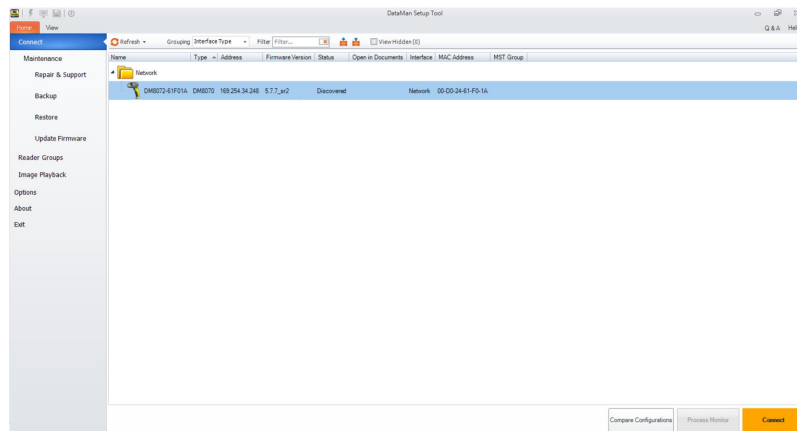 DataMan Setup Tool
Home View Q & A Hel
Connect
Maintenance
Repair & Support
Backup
Restore
Update Firmware
Reader Groups
Image Playback
Options
About
Exit
Refresh Grouping Interface Type Filter Filter... View Hidden (0)
Name Type Address Firmware Version Status Open in Documents Interface MAC Address MST Group
Network
DM8072-61F01A DM8070 169.254.34.248 5.7.7_sr2 Discovered Network 00-D0-24-61-F0-1A
Compare Configurations Process Monitor Connect